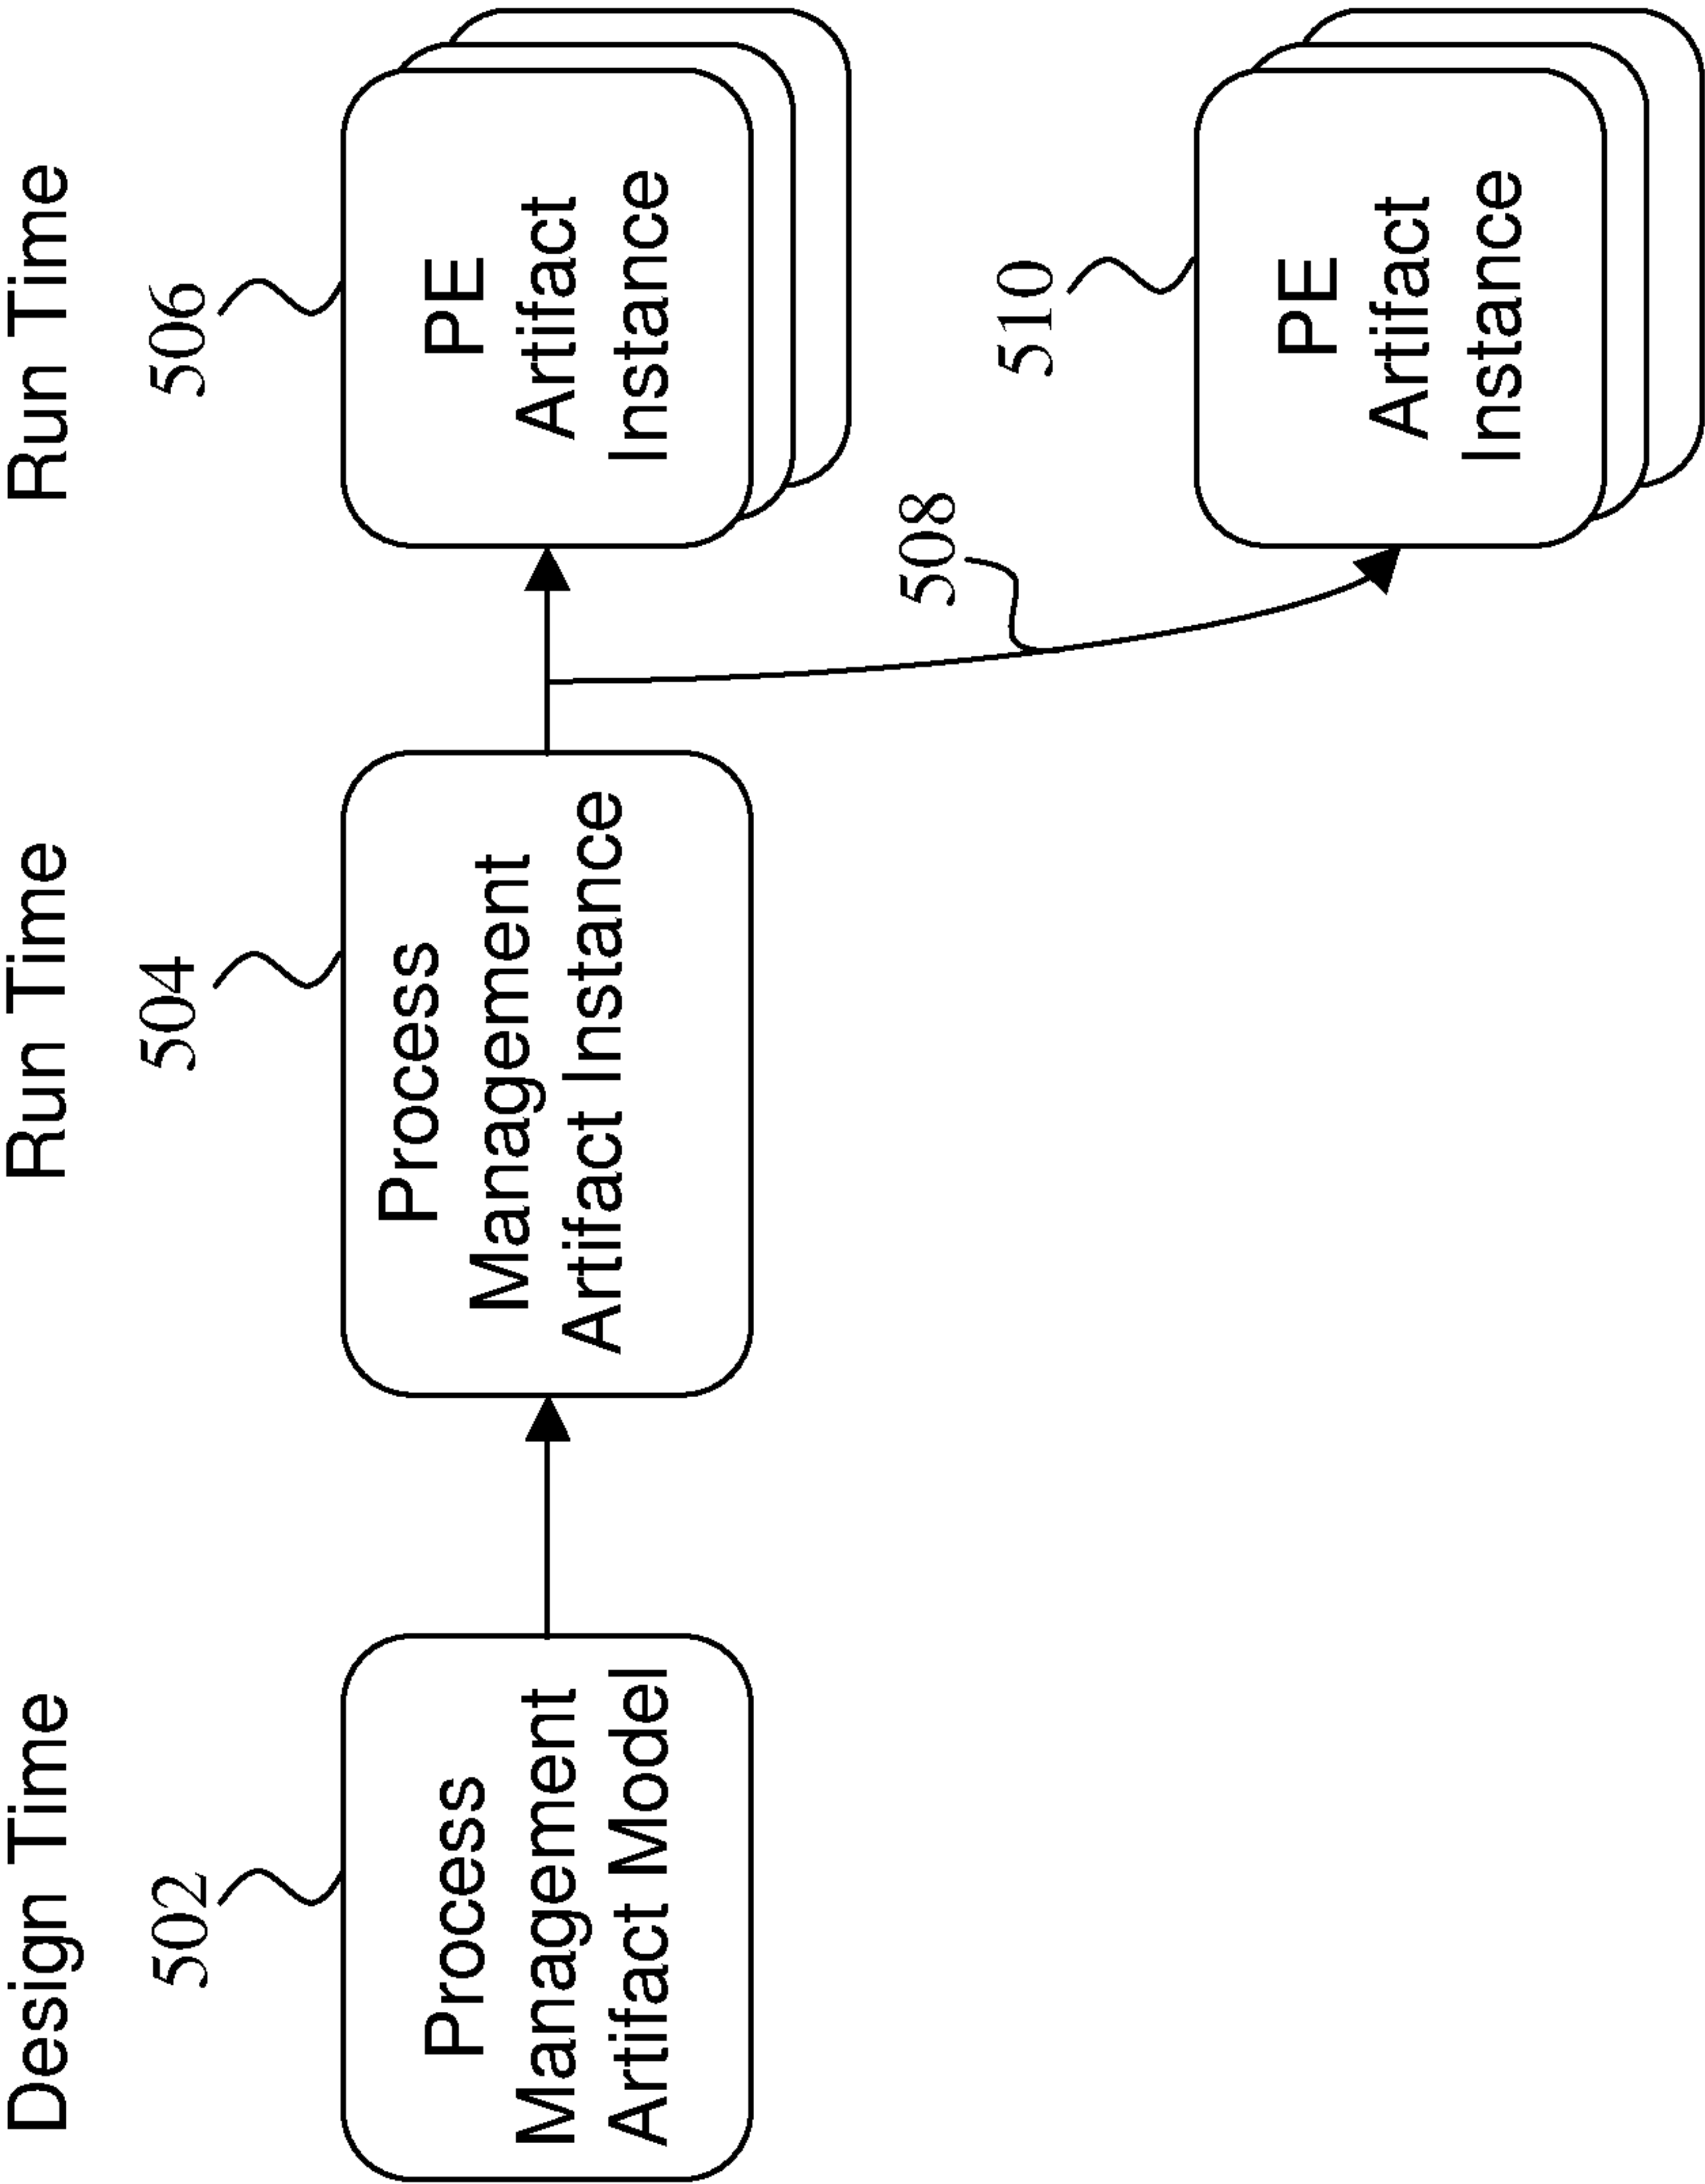 Design Time
Run Time
Run Time
502
504
506
Process
Management
Artifact Model
Process
Management
Artifact Instance
PE
Artifact
Instance
508
510
PE
Artifact
Instance